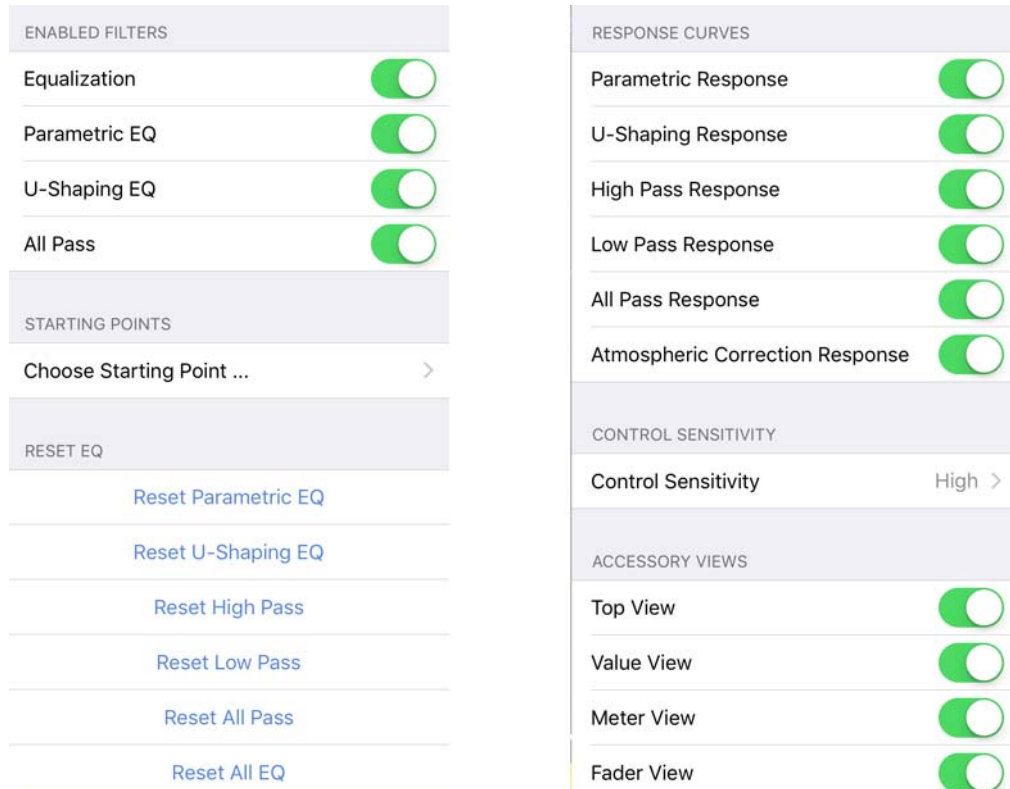 ENABLED FILTERS
Equalization
Parametric EQ
U-Shaping EQ
All Pass
STARTING POINTS
Choose Starting Point ...
RESET EQ
Reset Parametric EQ
Reset U-Shaping EQ
Reset High Pass
Reset Low Pass
Reset All Pass
Reset All EQ
RESPONSE CURVES
Parametric Response
U-Shaping Response
High Pass Response
Low Pass Response
All Pass Response
Atmospheric Correction Response
CONTROL SENSITIVITY
Control Sensitivity High
ACCESSORY VIEWS
Top View
Value View
Meter View
Fader View